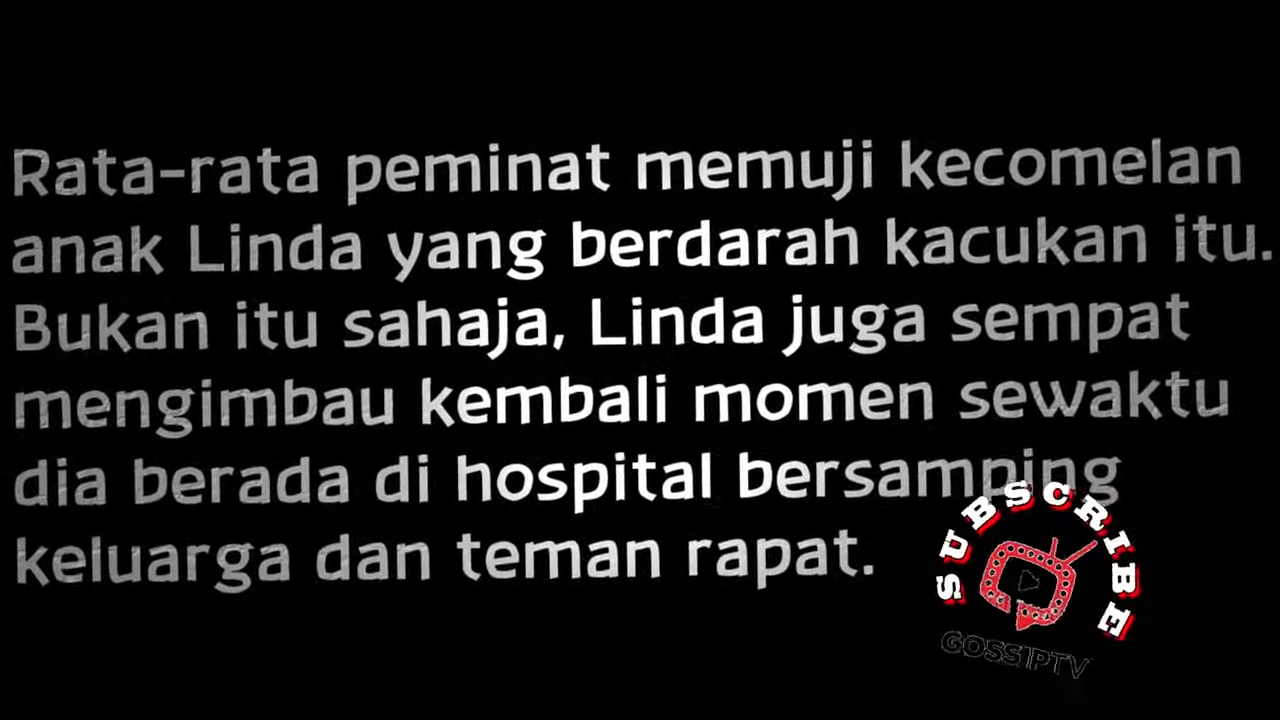 Rata-rata peminat memuji kecomelan
anak Linda yang berdarah kacukan itu.
Bukan itu sahaja, Linda juga sempat
mengimbau kembali momen sewaktu
dia berada di hospital bersamping
keluarga dan teman rapat.
SUBSCRIBE
GOSSIPTV